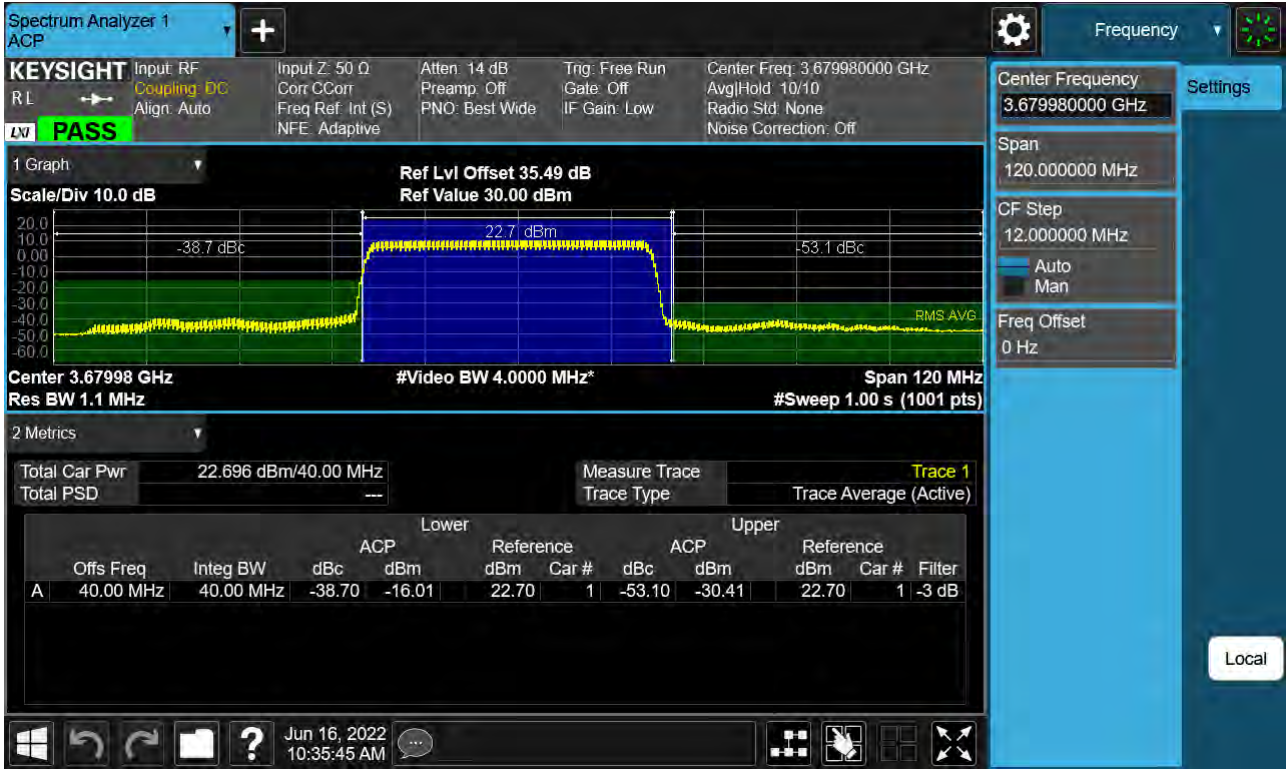 Spectrum Analyzer 1
ACP
Frequency
KEYSIGHT
R L
LXI
PASS
Input: RF
Coupling: DC
Align: Auto
Input Z: 50 Ω
Corr CCorr
Freq Ref: Int (S)
NFE: Adaptive
Atten: 14 dB
Preamp: Off
PNO: Best Wide
Trig: Free Run
Gate: Off
IF Gain: Low
Center Freq: 3.679980000 GHz
Avg|Hold: 10/10
Radio Std: None
Noise Correction: Off
1 Graph
Scale/Div 10.0 dB
Ref Lvl Offset 35.49 dB
Ref Value 30.00 dBm
20.0
10.0
0.00
-10.0
-20.0
-30.0
-40.0
-50.0
-60.0
-38.7 dBc
22.7 dBm
-53.1 dBc
RMS AVG
Center 3.67998 GHz
#Video BW 4.0000 MHz*
Span 120 MHz
Res BW 1.1 MHz
#Sweep 1.00 s (1001 pts)
2 Metrics
Total Car Pwr 22.696 dBm/40.00 MHz
Total PSD ---
Measure Trace Trace 1
Trace Type Trace Average (Active)
Lower Upper
ACP Reference ACP Reference
Offs Freq Integ BW dBc dBm dBm Car # dBc dBm dBm Car # Filter
A 40.00 MHz 40.00 MHz -38.70 -16.01 22.70 1 -53.10 -30.41 22.70 1 -3 dB
Jun 16, 2022
10:35:45 AM
?
Center Frequency
3.679980000 GHz
Span
120.000000 MHz
CF Step
12.000000 MHz
Auto
Man
Freq Offset
0 Hz
Settings
Local